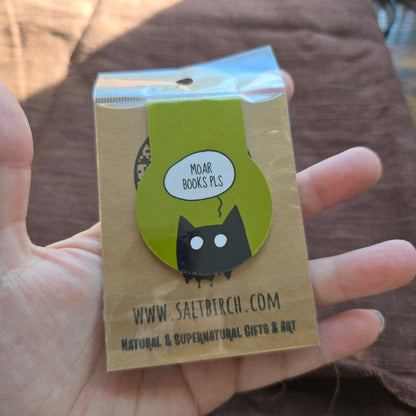 MOAR
BOOKS PLS
WWW.SALTBIRCH.COM
NATURAL & SUPERNATURAL GIFTS & ART